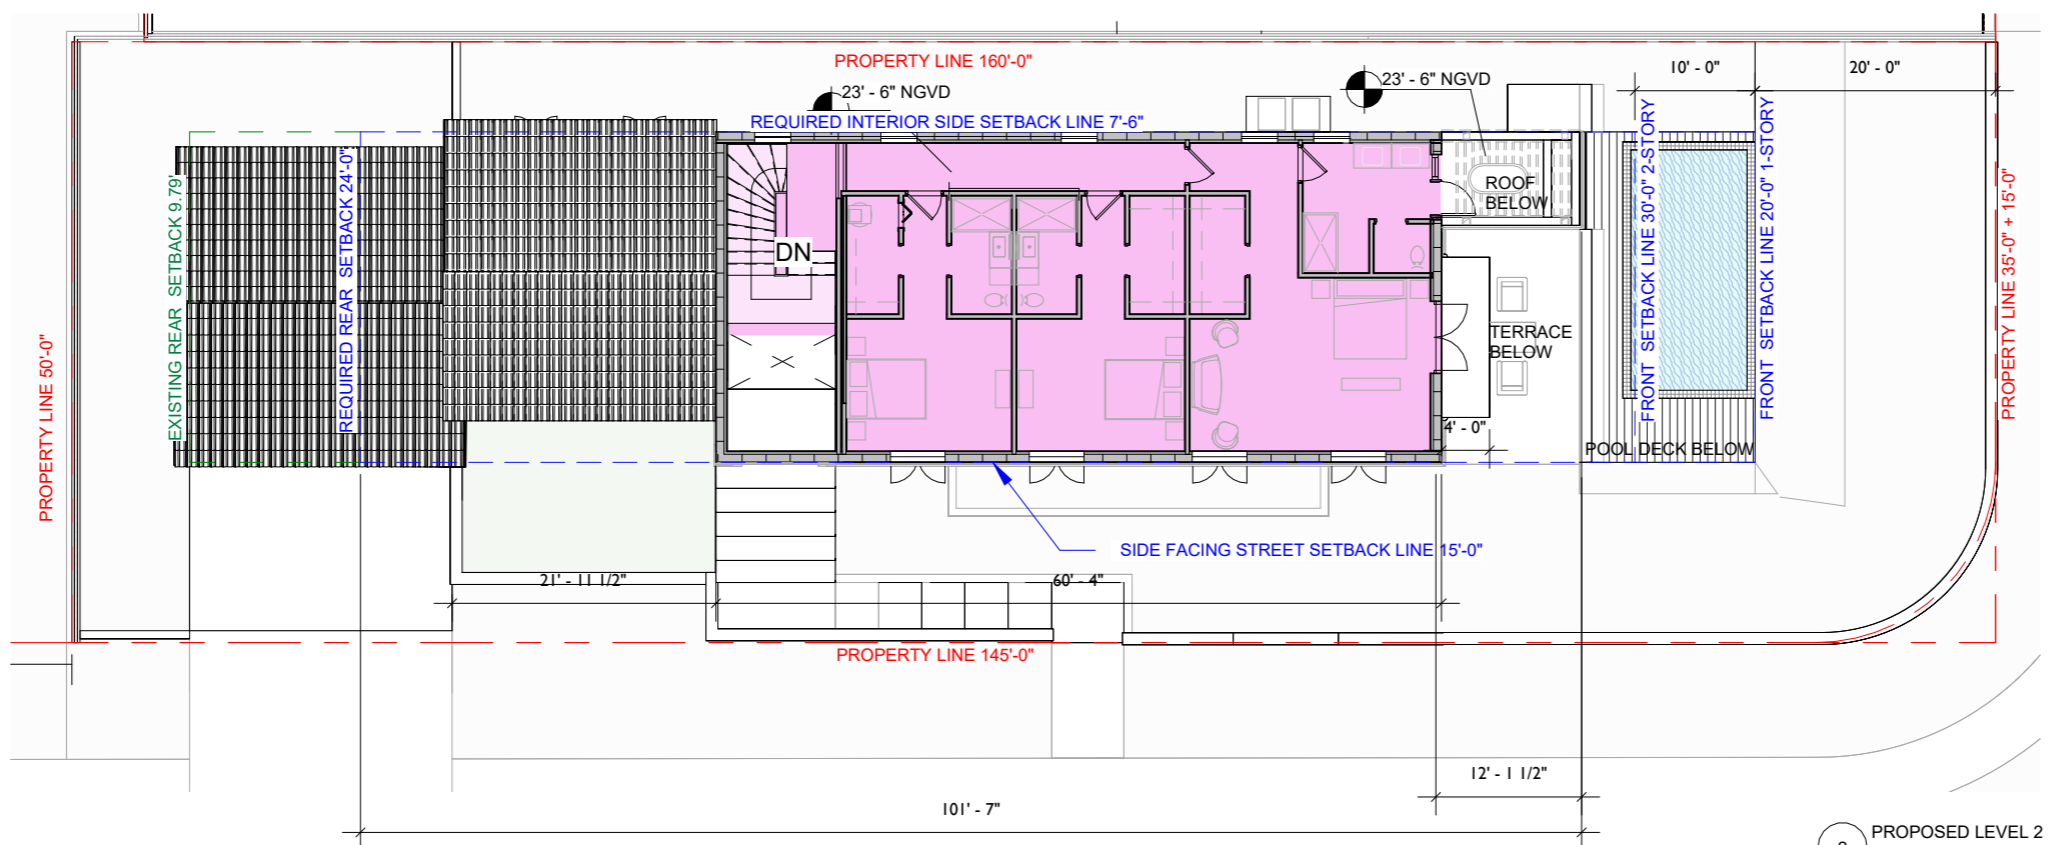 PROPERTY LINE 160'-0"
23' - 6" NGVD
23' - 6" NGVD
10' - 0"
20' - 0"
REQUIRED INTERIOR SIDE SETBACK LINE 7'-6"
EXISTING REAR SETBACK 9.79'
REQUIRED REAR SETBACK 24'-0"
DN
ROOF
BELOW
TERRACE
BELOW
FRONT SETBACK LINE 30'-0" 2-STORY
FRONT SETBACK LINE 20'-0" 1-STORY
PROPERTY LINE 35'-0" + 15'-0"
PROPERTY LINE 50'-0"
4' - 0"
POOL DECK BELOW
SIDE FACING STREET SETBACK LINE 15'-0"
21' - 11 1/2"
60' - 4"
PROPERTY LINE 145'-0"
12' - 1 1/2"
101' - 7"
PROPOSED LEVEL 2